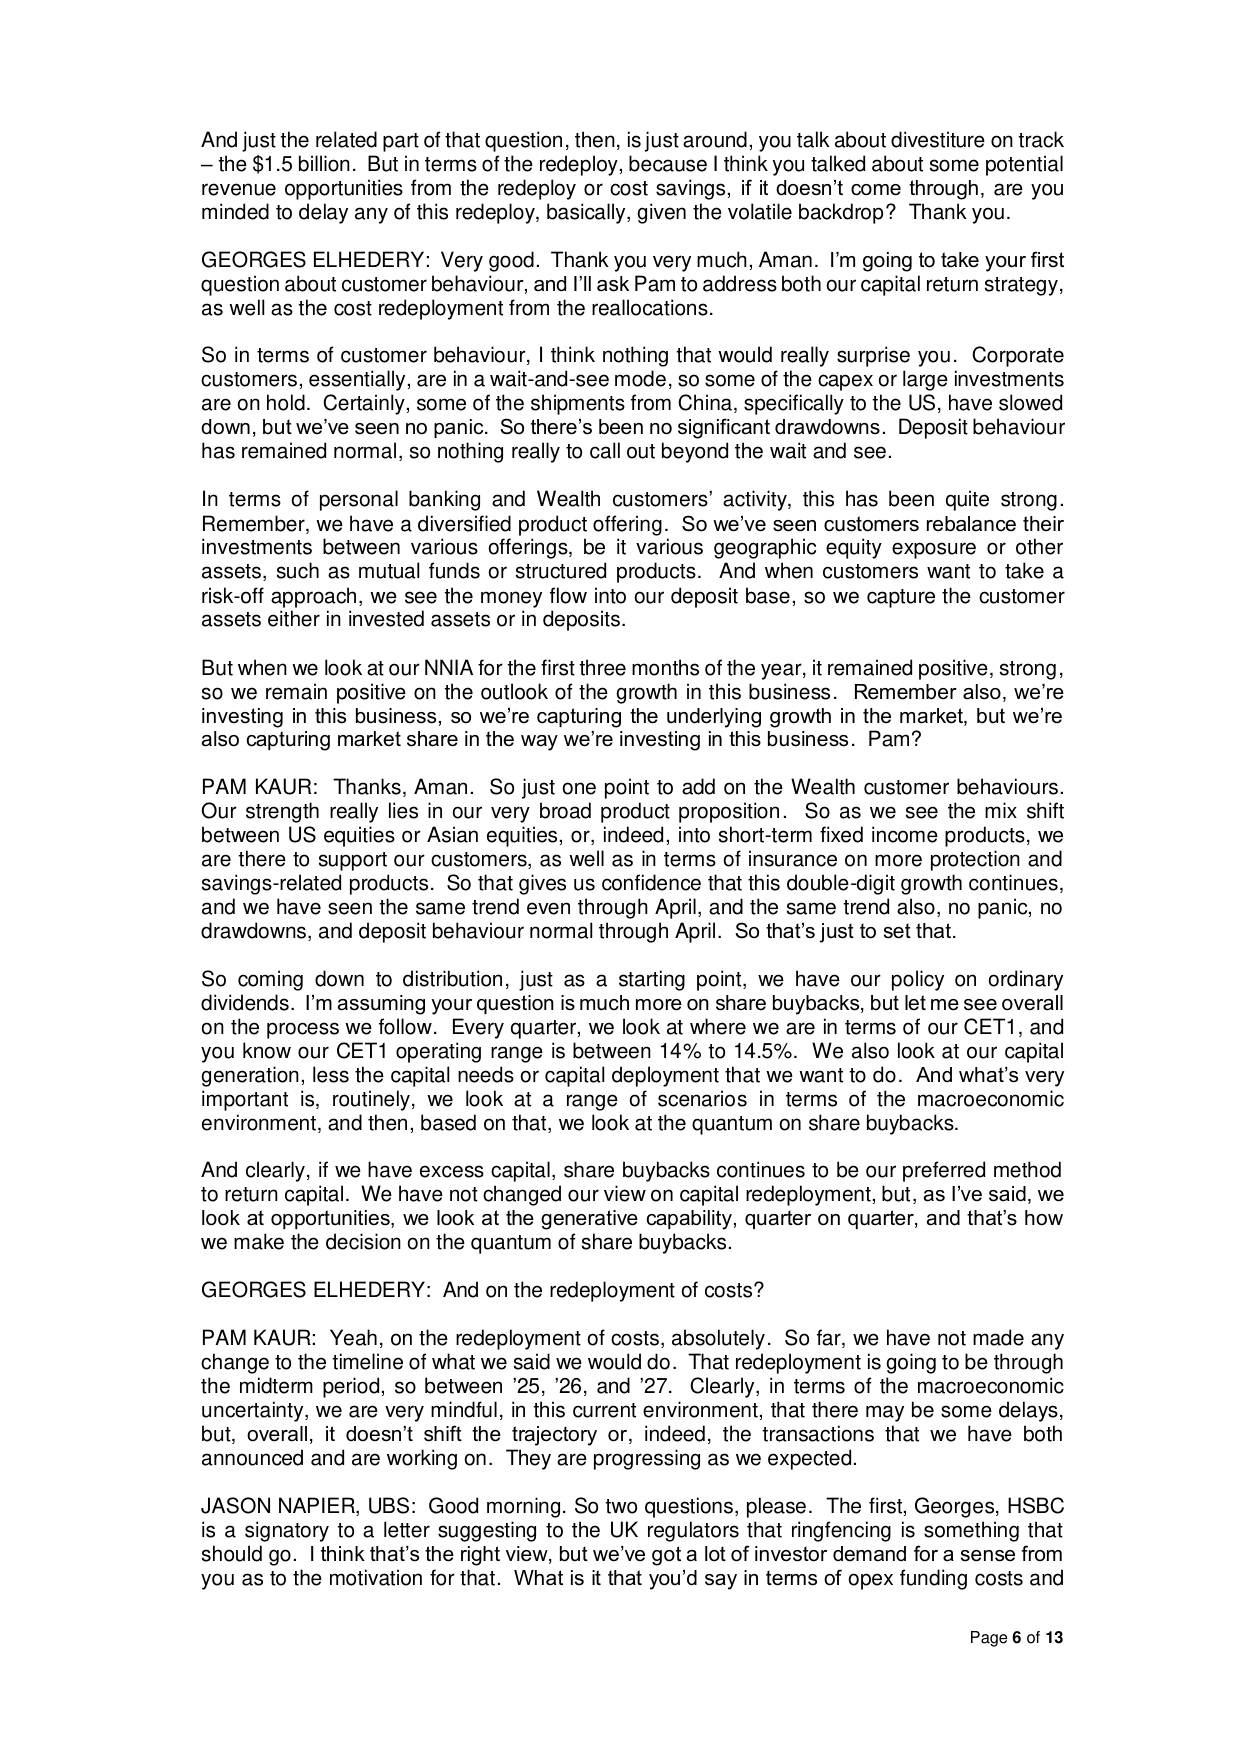 And just the related part of that question, then, is just around, you talk about divestiture on track
– the $1.5 billion.  But in terms of the redeploy, because I think you talked about some potential
revenue opportunities from the redeploy or cost savings, if it doesn’t come through, are you
minded to delay any of this redeploy, basically, given the volatile backdrop?  Thank you.
GEORGES ELHEDERY:  Very good.  Thank you very much, Aman.  I’m going to take your first
question about customer behaviour, and I’ll ask Pam to address both our capital return strategy,
as well as the cost redeployment from the reallocations.
So in terms of customer behaviour, I think nothing that would really surprise you.  Corporate
customers, essentially, are in a wait-and-see mode, so some of the capex or large investments
are on hold.  Certainly, some of the shipments from China, specifically to the US, have slowed
down, but we’ve seen no panic.  So there’s been no significant drawdowns.  Deposit behaviour
has remained normal, so nothing really to call out beyond the wait and see.
In terms of personal banking and Wealth customers’ activity, this has been quite strong.
Remember, we have a diversified product offering.  So we’ve seen customers rebalance their
investments between various offerings, be it various geographic equity exposure or other
assets, such as mutual funds or structured products.  And when customers want to take a
risk-off approach, we see the money flow into our deposit base, so we capture the customer
assets either in invested assets or in deposits.
But when we look at our NNIA for the first three months of the year, it remained positive, strong,
so we remain positive on the outlook of the growth in this business.  Remember also, we’re
investing in this business, so we’re capturing the underlying growth in the market, but we’re
also capturing market share in the way we’re investing in this business.  Pam?
PAM KAUR:  Thanks, Aman.  So just one point to add on the Wealth customer behaviours.
Our strength really lies in our very broad product proposition.  So as we see the mix shift
between US equities or Asian equities, or, indeed, into short-term fixed income products, we
are there to support our customers, as well as in terms of insurance on more protection and
savings-related products.  So that gives us confidence that this double-digit growth continues,
and we have seen the same trend even through April, and the same trend also, no panic, no
drawdowns, and deposit behaviour normal through April.  So that’s just to set that.
So coming down to distribution, just as a starting point, we have our policy on ordinary
dividends.  I’m assuming your question is much more on share buybacks, but let me see overall
on the process we follow.  Every quarter, we look at where we are in terms of our CET1, and
you know our CET1 operating range is between 14% to 14.5%.  We also look at our capital
generation, less the capital needs or capital deployment that we want to do.  And what’s very
important is, routinely, we look at a range of scenarios in terms of the macroeconomic
environment, and then, based on that, we look at the quantum on share buybacks.
And clearly, if we have excess capital, share buybacks continues to be our preferred method
to return capital.  We have not changed our view on capital redeployment, but, as I’ve said, we
look at opportunities, we look at the generative capability, quarter on quarter, and that’s how
we make the decision on the quantum of share buybacks.
GEORGES ELHEDERY:  And on the redeployment of costs?
PAM KAUR:  Yeah, on the redeployment of costs, absolutely.  So far, we have not made any
change to the timeline of what we said we would do.  That redeployment is going to be through
the midterm period, so between ’25, ’26, and ’27.  Clearly, in terms of the macroeconomic
uncertainty, we are very mindful, in this current environment, that there may be some delays,
but, overall, it doesn’t shift the trajectory or, indeed, the transactions that we have both
announced and are working on.  They are progressing as we expected.
JASON NAPIER, UBS:  Good morning. So two questions, please.  The first, Georges, HSBC
is a signatory to a letter suggesting to the UK regulators that ringfencing is something that
should go.  I think that’s the right view, but we’ve got a lot of investor demand for a sense from
you as to the motivation for that.  What is it that you’d say in terms of opex funding costs and
Page 6 of 13